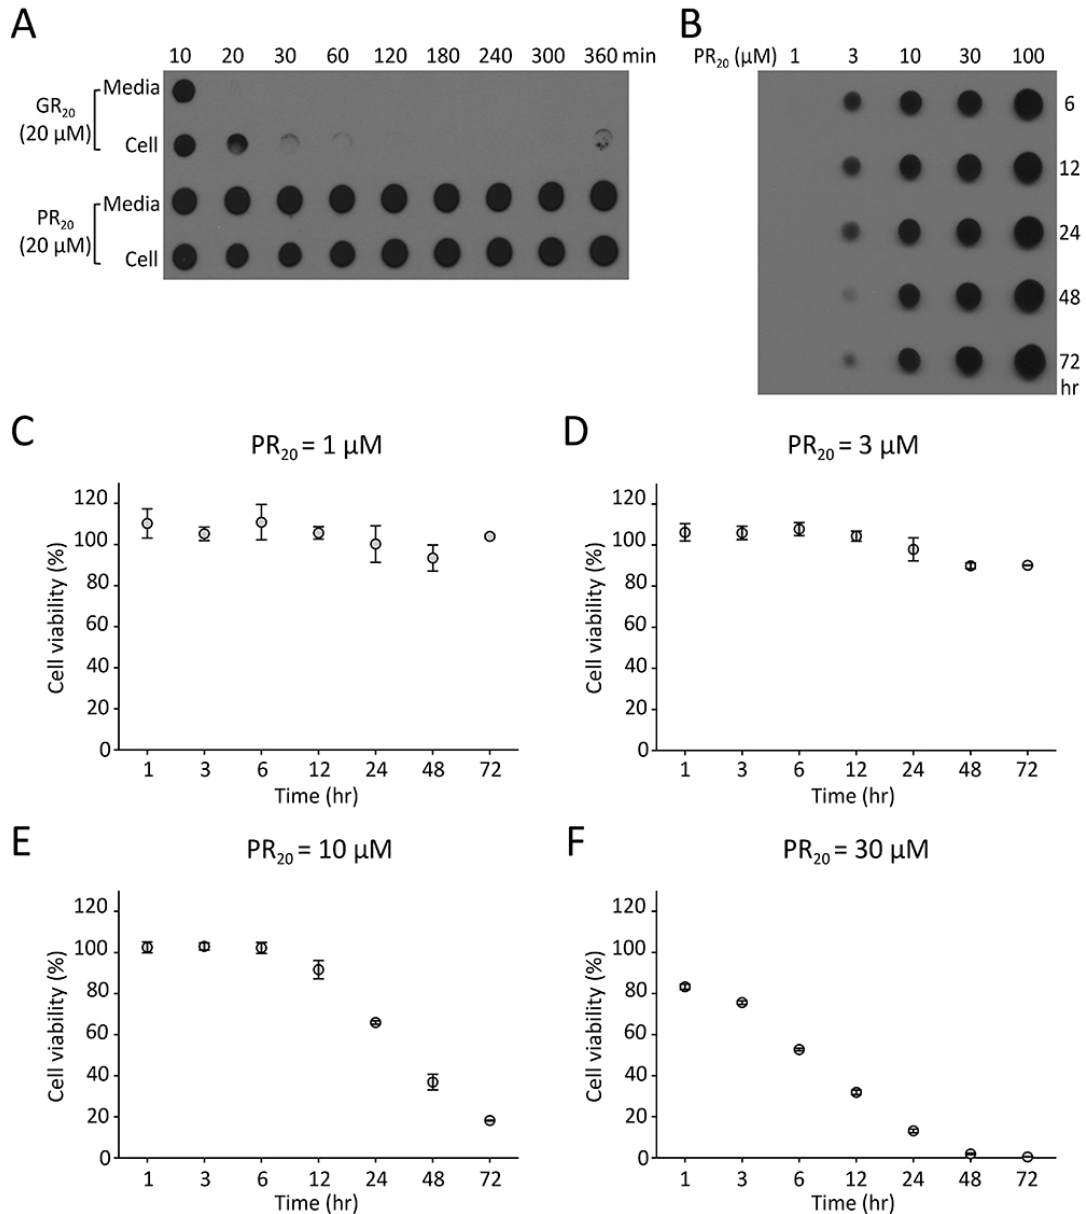 A
10 20 30 60 120 180 240 300 360 min
GR20
(20 µM)
Media
Cell
PR20
(20 µM)
Media
Cell
B
PR20 (µM) 1 3 10 30 100
6
12
24
48
72
hr
C
PR20 = 1 µM
Cell viability (%)
120
100
80
60
40
20
0
1 3 6 12 24 48 72
Time (hr)
D
PR20 = 3 µM
Cell viability (%)
120
100
80
60
40
20
0
1 3 6 12 24 48 72
Time (hr)
E
PR20 = 10 µM
Cell viability (%)
120
100
80
60
40
20
0
1 3 6 12 24 48 72
Time (hr)
F
PR20 = 30 µM
Cell viability (%)
120
100
80
60
40
20
0
1 3 6 12 24 48 72
Time (hr)